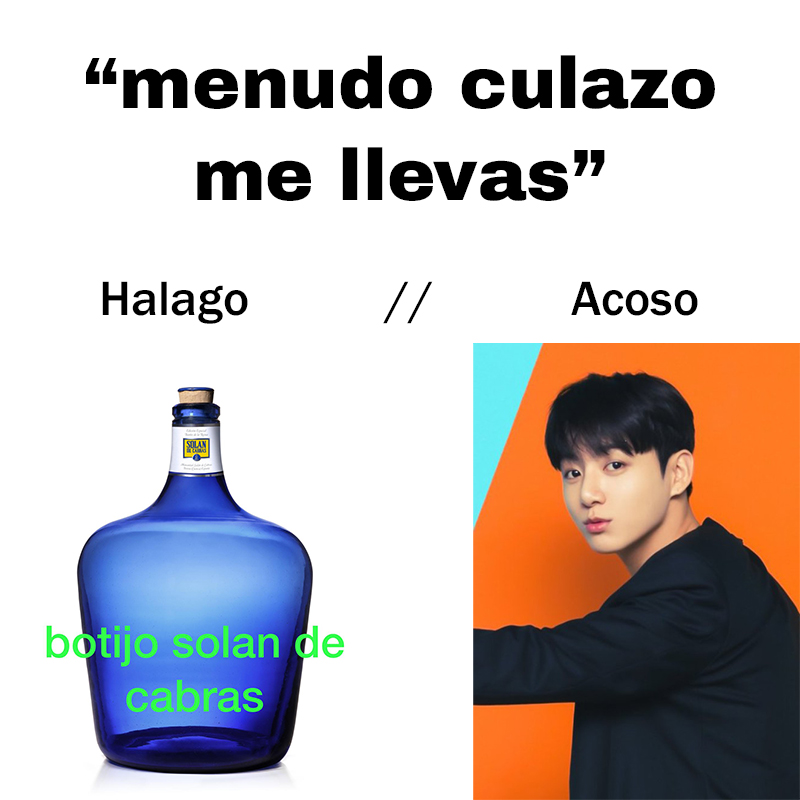 “menudo culazo
me llevas”
Halago // Acoso
SOLAN
DE CABRAS
botijo solan de
cabras